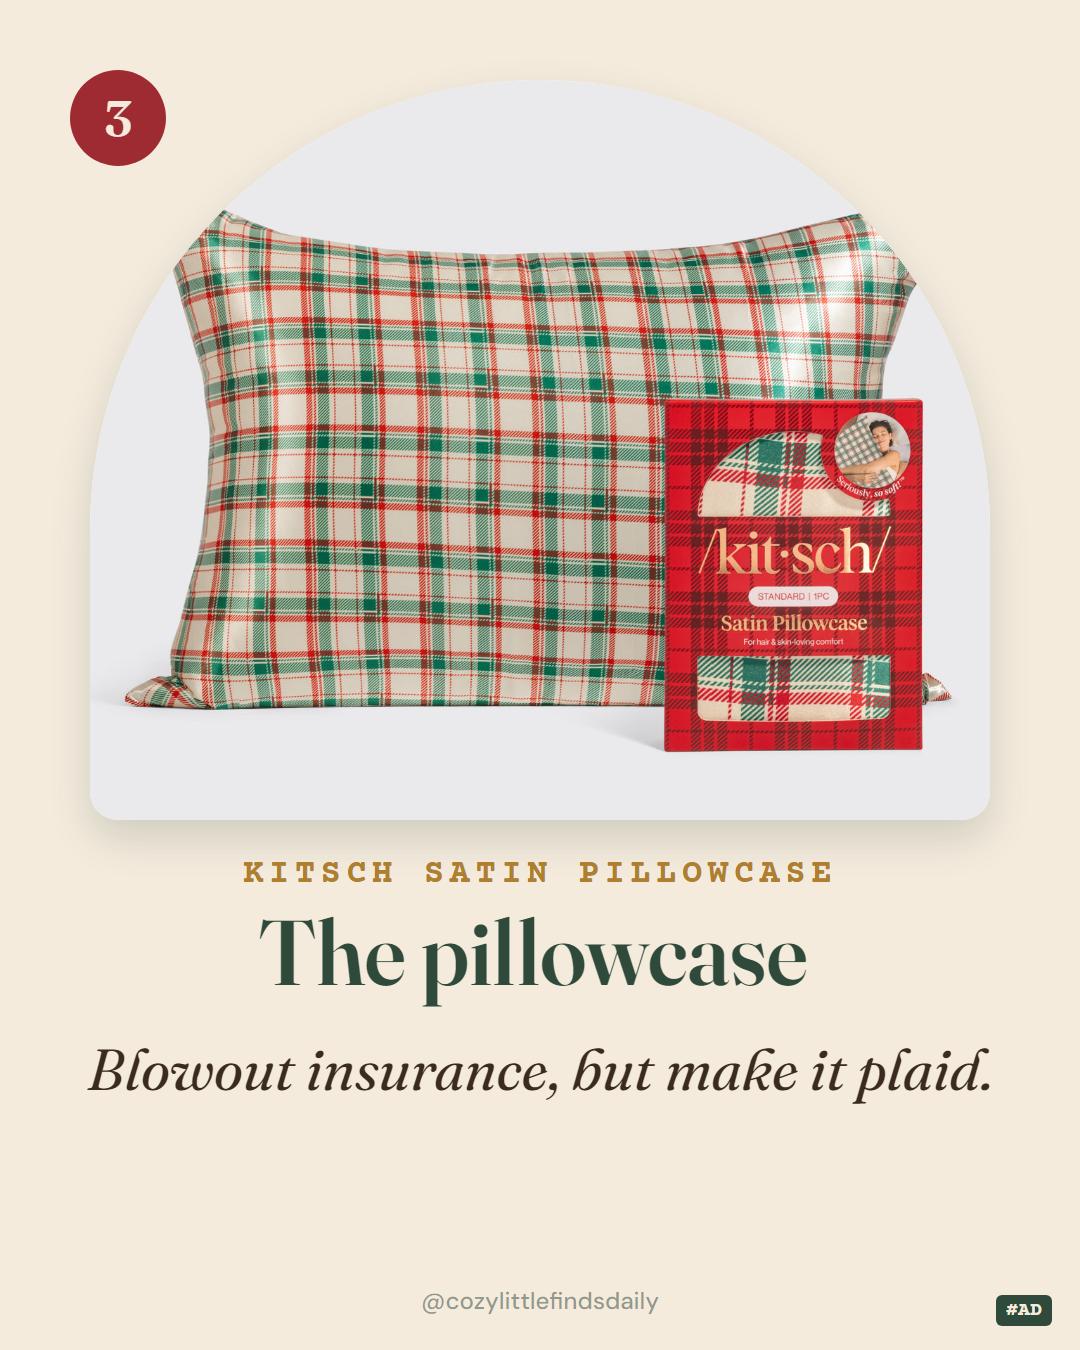 3
Seriously, so soft!
/kit·sch/
STANDARD | 1PC
Satin Pillowcase
For hair & skin-loving comfort
KITSCH SATIN PILLOWCASE
The pillowcase
Blowout insurance, but make it plaid.
@cozylittlefindsdaily
#AD